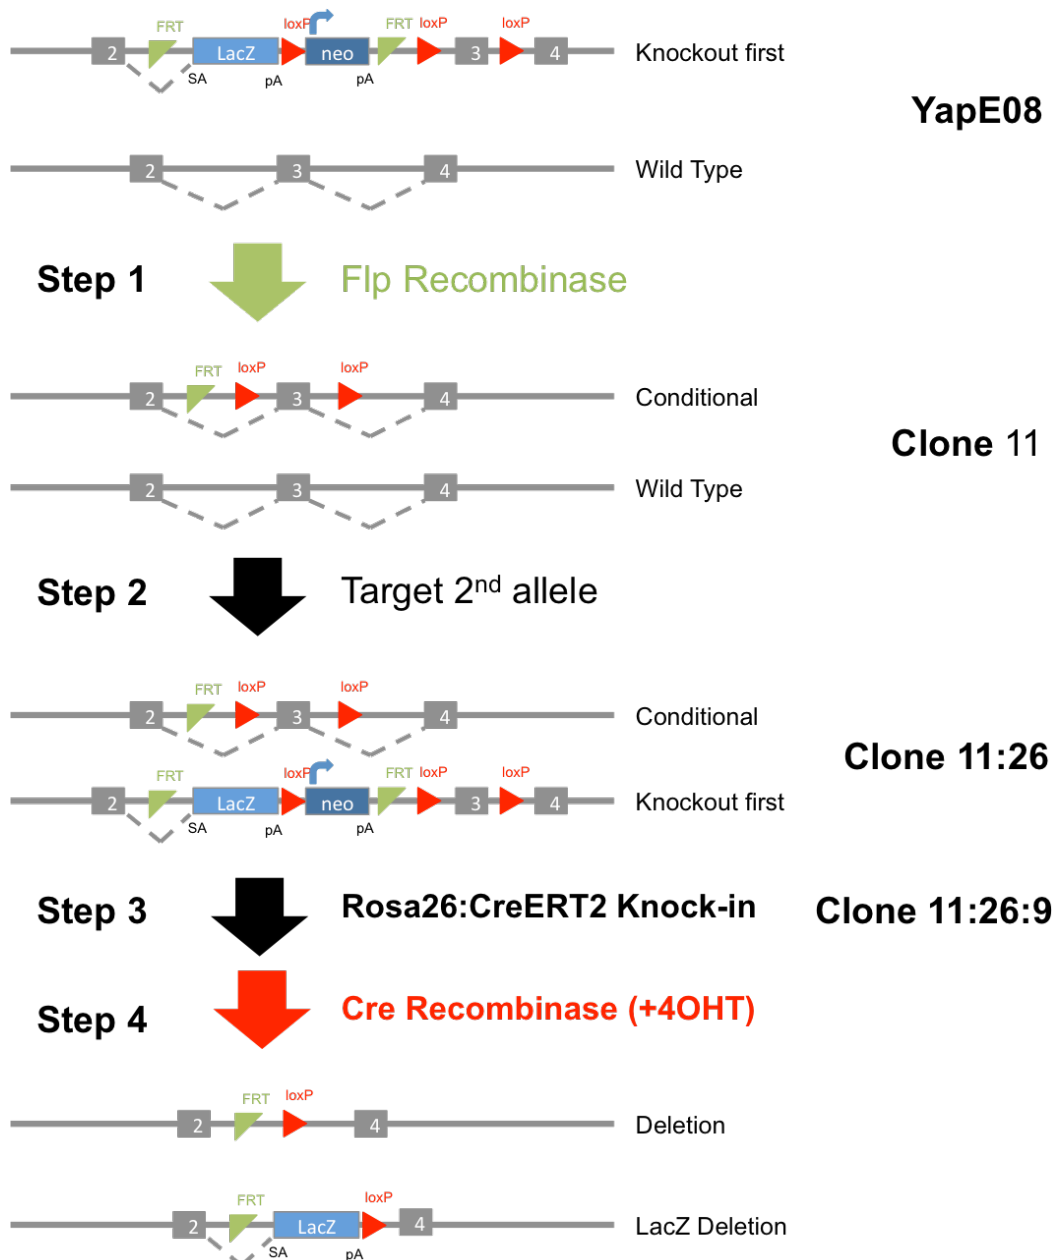 FRT loxP FRT loxP loxP
2 LacZ neo 3 4 Knockout first
SA pA pA
YapE08
2 3 4 Wild Type
Step 1 Flp Recombinase
FRT loxP loxP
2 3 4 Conditional
Clone 11
2 3 4 Wild Type
Step 2 Target 2nd allele
FRT loxP loxP
2 3 4 Conditional
Clone 11:26
FRT loxP FRT loxP loxP
2 LacZ neo 3 4 Knockout first
SA pA pA
Step 3 Rosa26:CreERT2 Knock-in Clone 11:26:9
Step 4 Cre Recombinase (+4OHT)
FRT loxP
2 4 Deletion
FRT loxP
2 LacZ 4 LacZ Deletion
SA pA